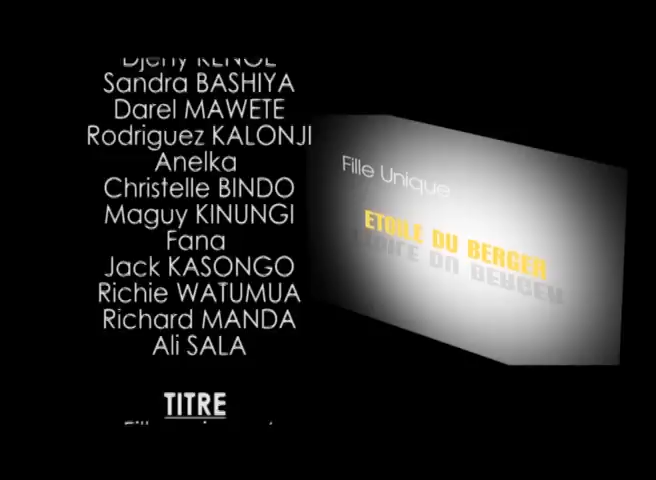 Sandra BASHIYA
Darel MAWETE
Rodriguez KALONJI
Anelka
Christelle BINDO
Maguy KINUNGI
Fana
Jack KASONGO
Richie WATUMUA
Richard MANDA
Ali SALA
TITRE
Fille Unique
ETOILE DU BERGER